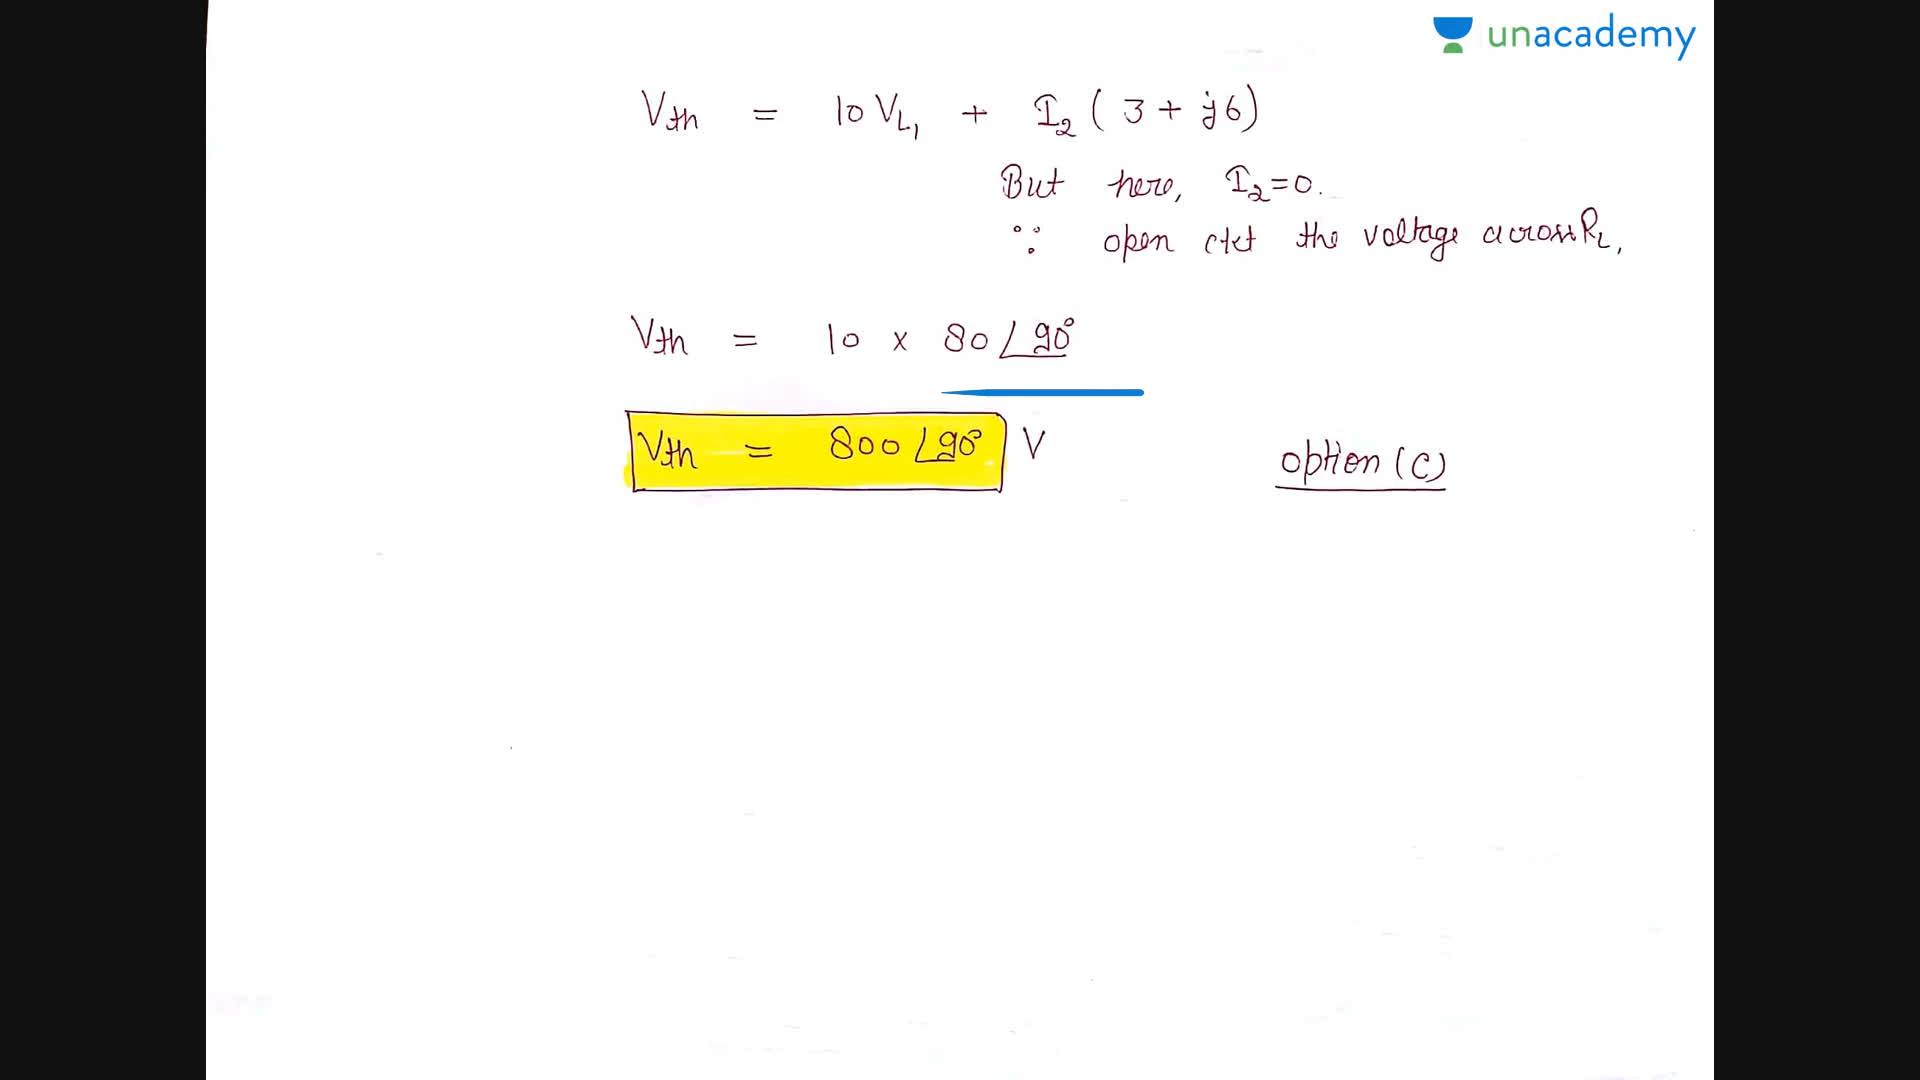 unacademy
Vth = 10 VL1 + I2 ( 3 + j6)
But here, I2=0.
∵ open ckt the voltage across RL,
Vth = 10 x 80∠90°
Vth = 800∠90° V
option (C)